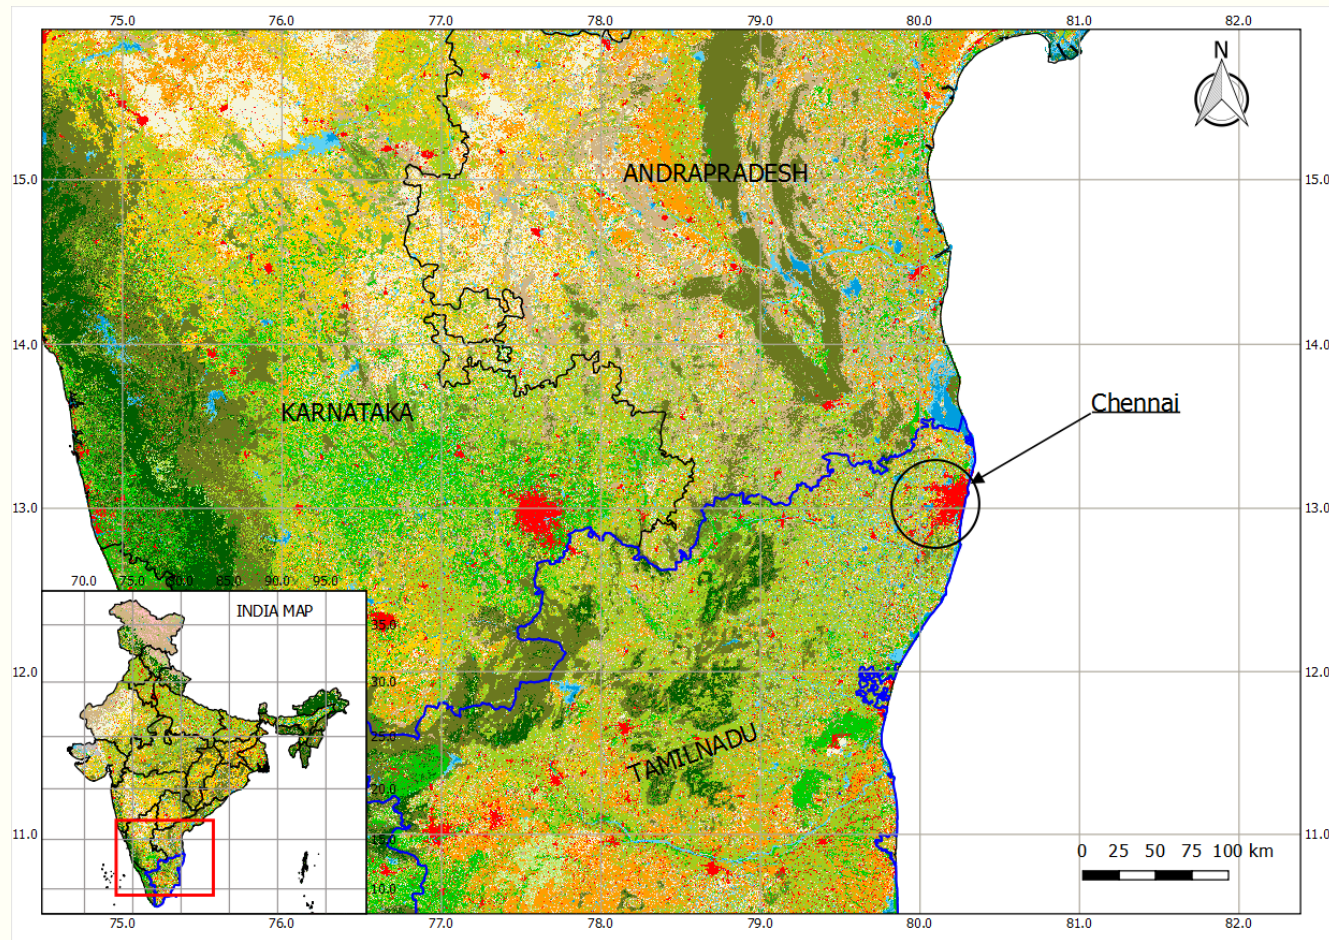 75.0 76.0 77.0 78.0 79.0 80.0 81.0 82.0
N
15.0 ANDRAPRADESH 15.0
14.0 14.0
Chennai
KARNATAKA
13.0 13.0
70.0 75.0 80.0 85.0 90.0 95.0
INDIA MAP
35.0
12.0 12.0
30.0
TAMILNADU
25.0
20.0
11.0 15.0 11.0
0 25 50 75 100 km
10.0
75.0 76.0 77.0 78.0 79.0 80.0 81.0 82.0